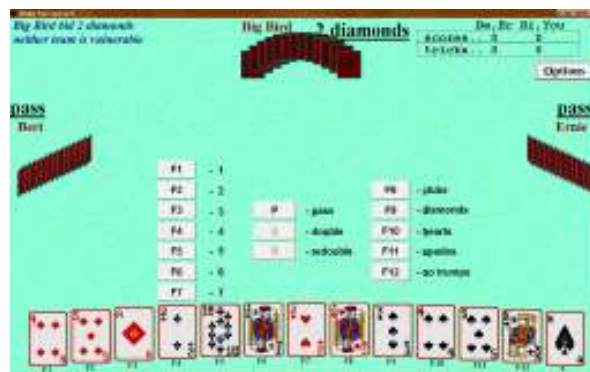 Big Bird bid 2 diamonds
neither team is vulnerable
Big Bird
2 diamonds
Be, Er Bi, You
scores.. 0 0
tricks.. 0 0
Options
pass
Bert
pass
Ernie
F1 - 1
F2 - 2
F3 - 3
F4 - 4
F5 - 5
F6 - 6
F7 - 7
P - pass
- double
- redouble
F8 - clubs
F9 - diamonds
F10 - hearts
F11 - spades
F12 - no trumps